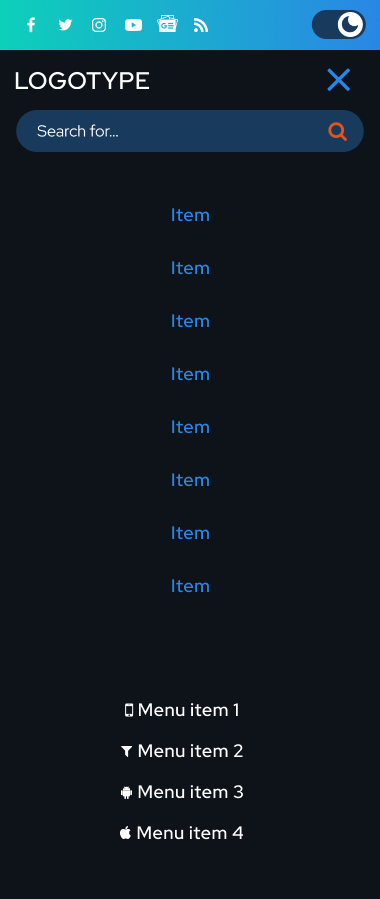 LOGOTYPE
Search for...
Item
Item
Item
Item
Item
Item
Item
Item
Menu item 1
Menu item 2
Menu item 3
Menu item 4